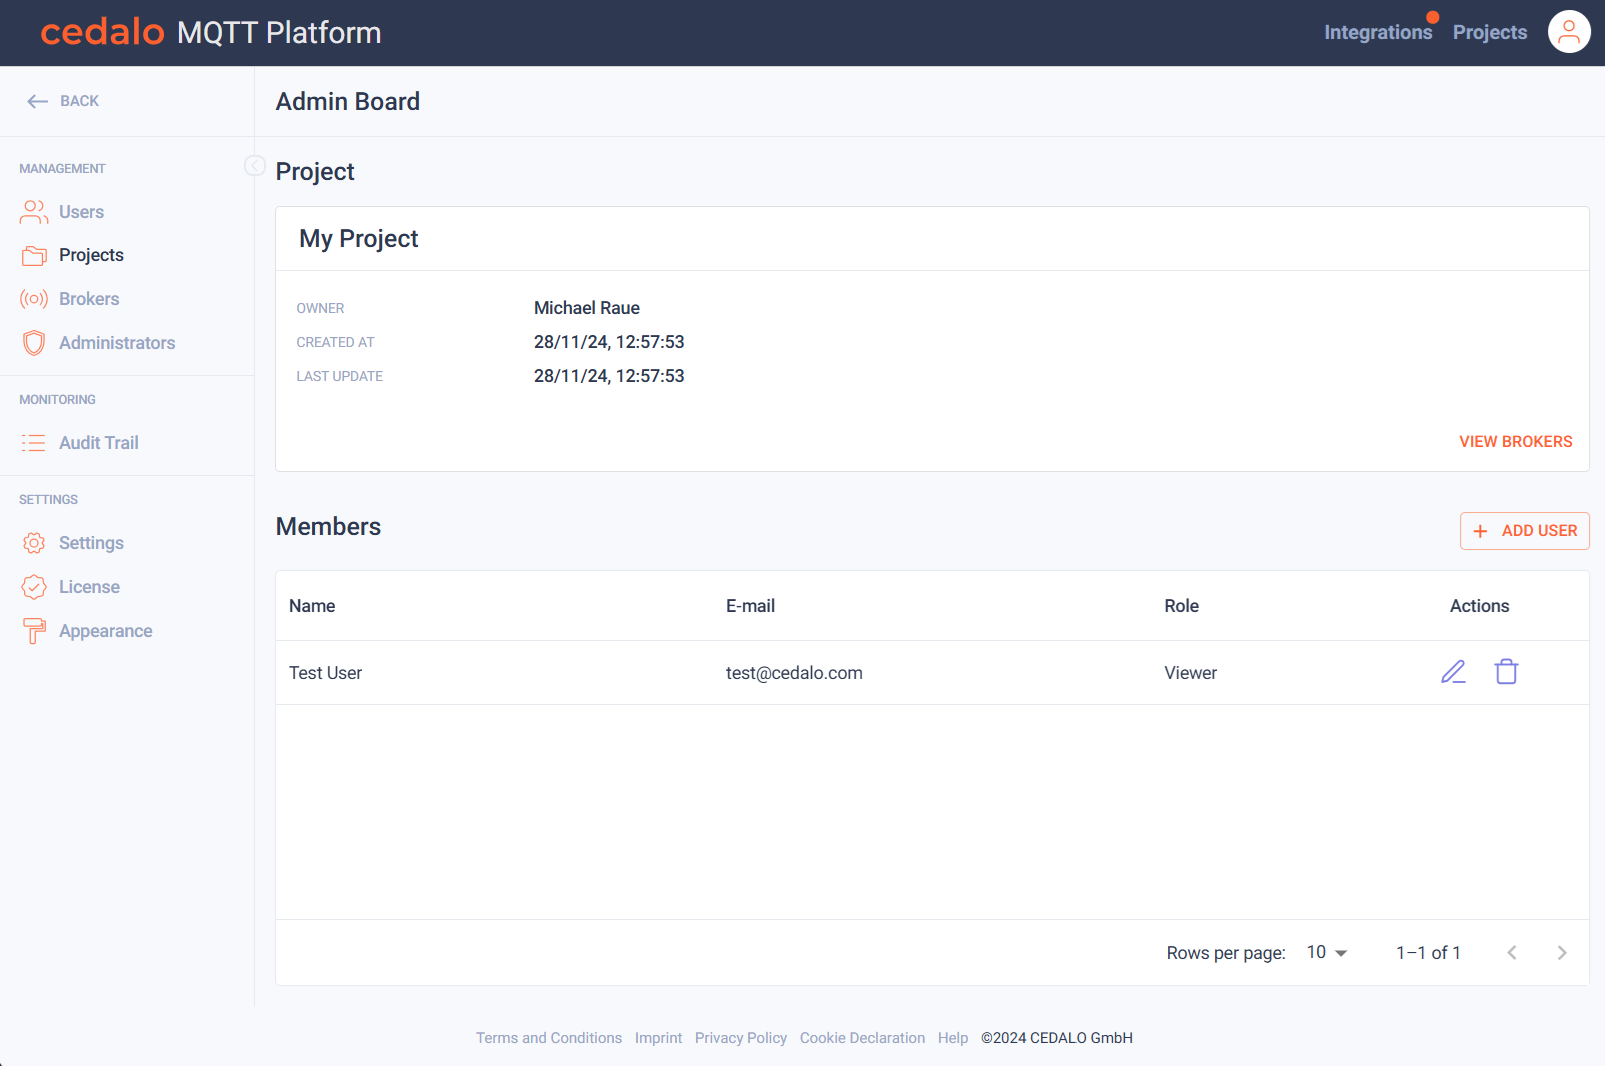 cedalo MQTT Platform
Integrations
Projects
BACK
Admin Board
MANAGEMENT
Users
Projects
Brokers
Administrators
MONITORING
Audit Trail
SETTINGS
Settings
License
Appearance
Project
My Project
OWNER Michael Raue
CREATED AT 28/11/24, 12:57:53
LAST UPDATE 28/11/24, 12:57:53
VIEW BROKERS
Members
+ ADD USER
Name E-mail Role Actions
Test User test@cedalo.com Viewer
Rows per page: 10 1–1 of 1
Terms and Conditions Imprint Privacy Policy Cookie Declaration Help ©2024 CEDALO GmbH